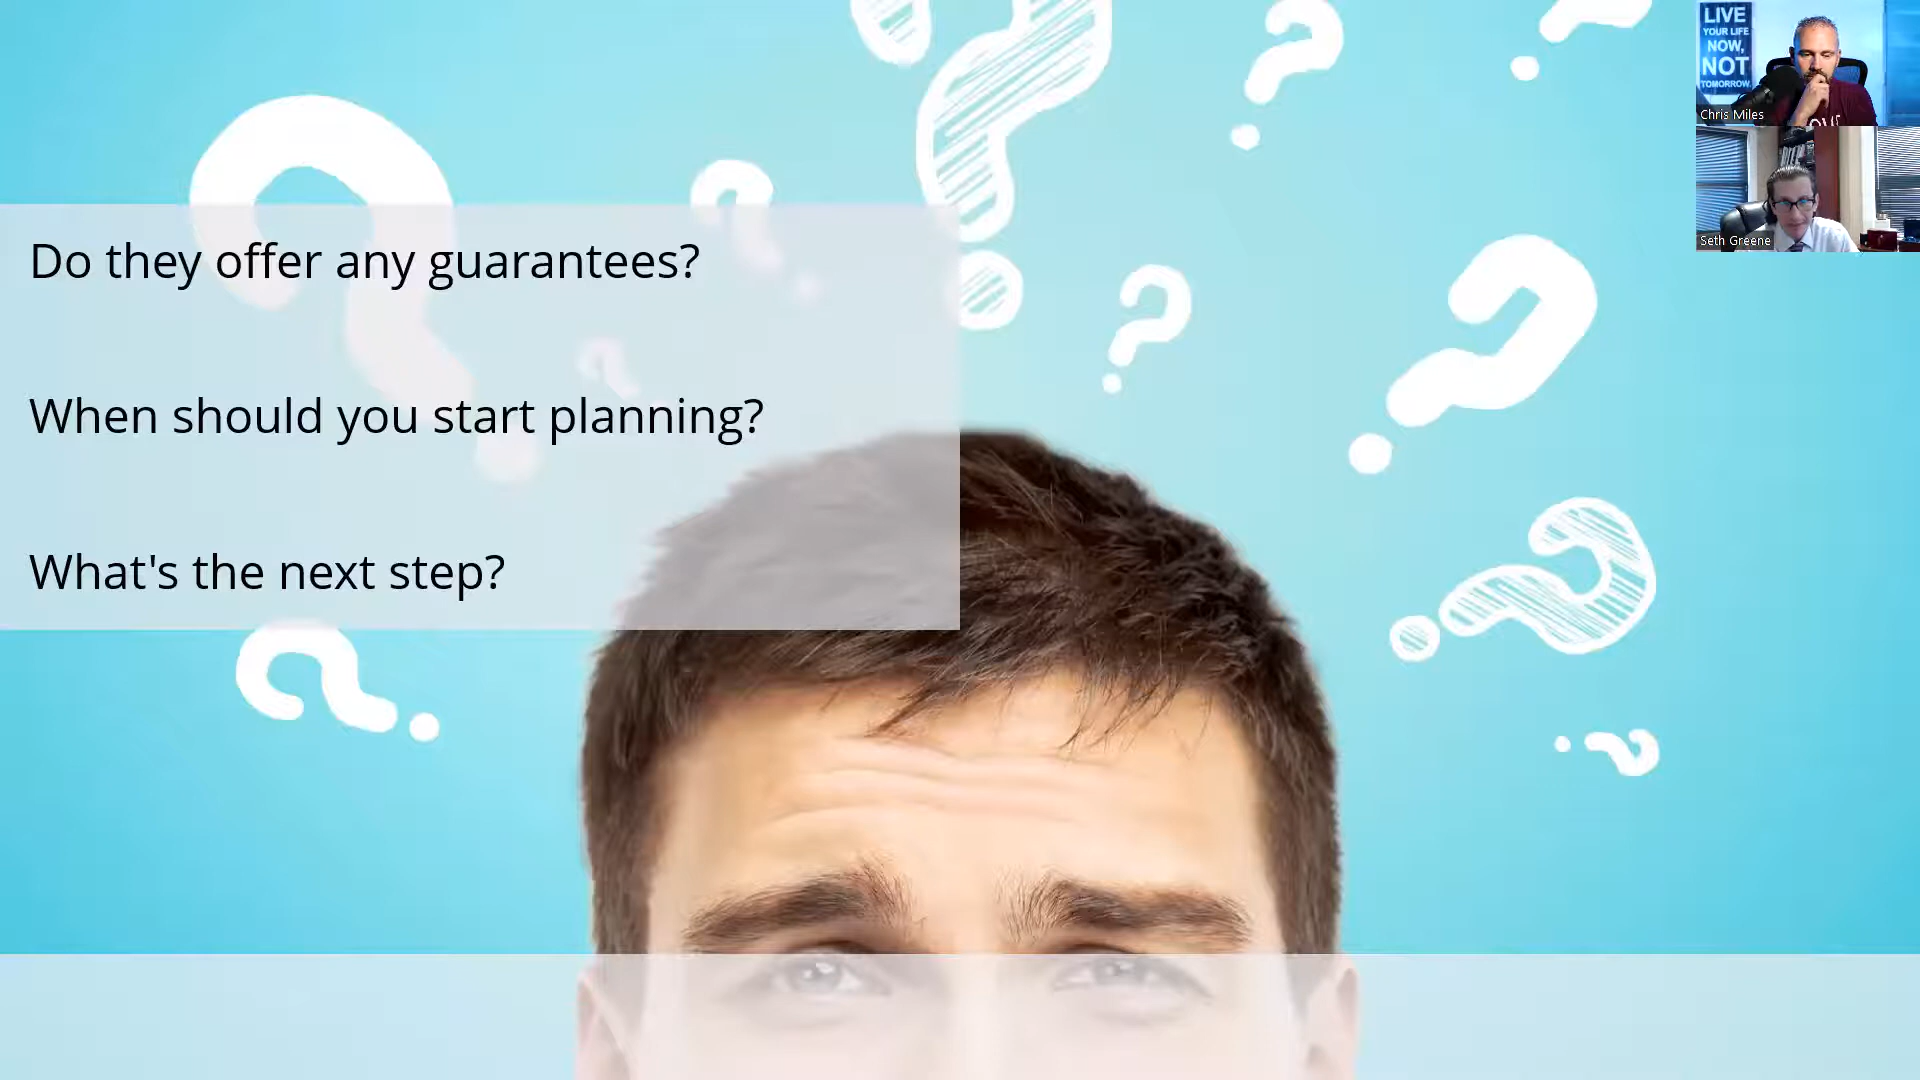 Do they offer any guarantees?
When should you start planning?
What's the next step?
LIVE
YOUR LIFE
NOW,
NOT
TOMORROW
Chris Miles
Seth Greene